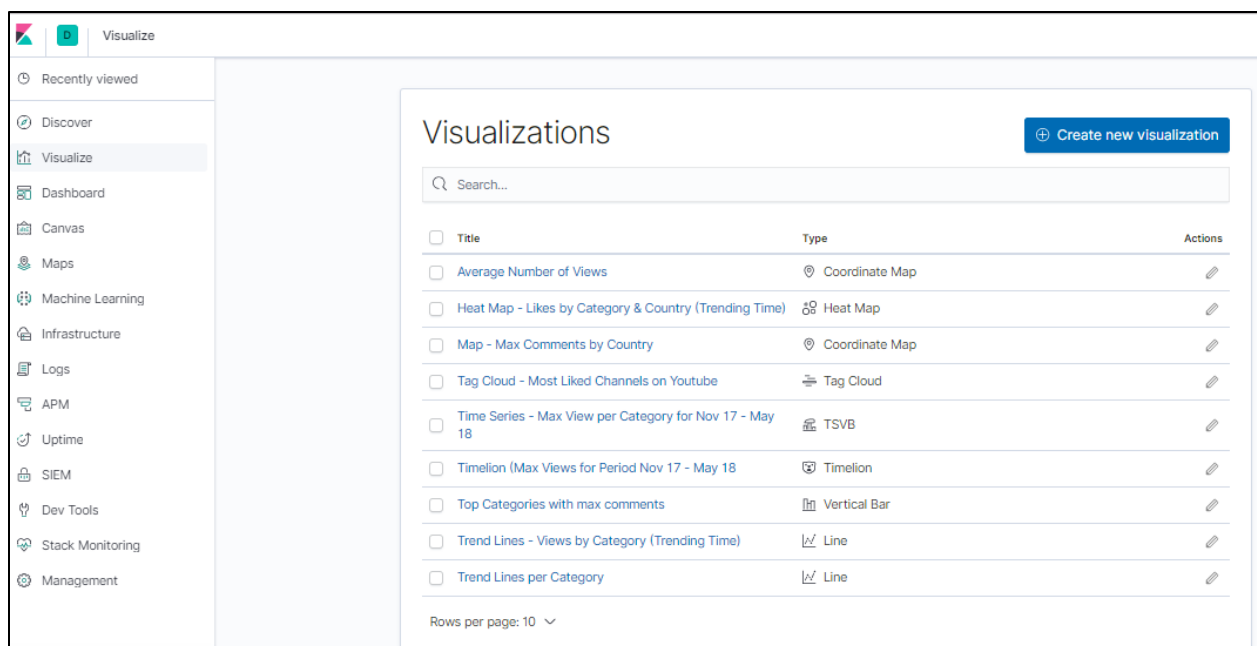 D Visualize
Recently viewed
Discover
Visualize
Dashboard
Canvas
Maps
Machine Learning
Infrastructure
Logs
APM
Uptime
SIEM
Dev Tools
Stack Monitoring
Management
Visualizations
Create new visualization
Search...
Title Type Actions
Average Number of Views Coordinate Map
Heat Map - Likes by Category & Country (Trending Time) Heat Map
Map - Max Comments by Country Coordinate Map
Tag Cloud - Most Liked Channels on Youtube Tag Cloud
Time Series - Max View per Category for Nov 17 - May
18 TSVB
Timelion (Max Views for Period Nov 17 - May 18 Timelion
Top Categories with max comments Vertical Bar
Trend Lines - Views by Category (Trending Time) Line
Trend Lines per Category Line
Rows per page: 10